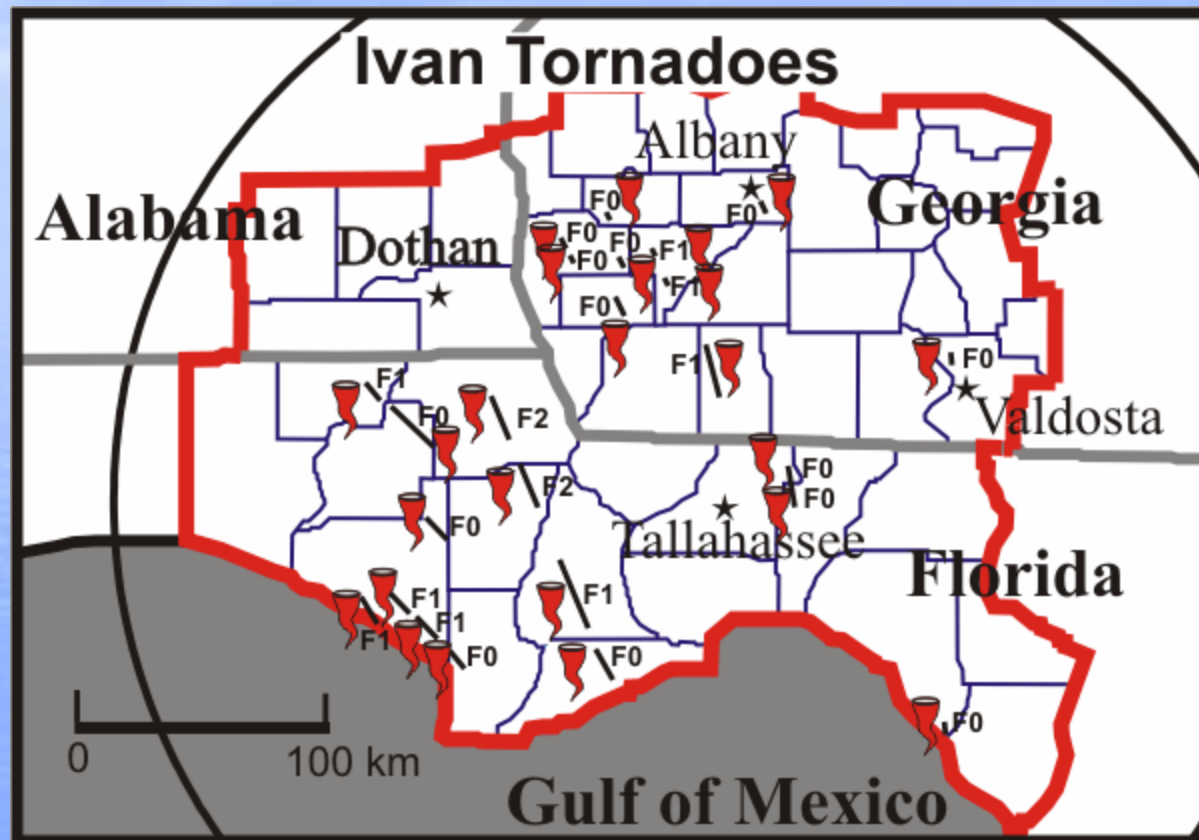 Ivan Tornadoes
Albany
Alabama
Georgia
Dothan
F0
F0
F0
F0
F1
F0
F1
F0
F1
F0
Valdosta
F1
F0
F2
F0
F2
F0
F0
Tallahassee
Florida
F1
F1
F1
F1
F0
F0
F0
0
100 km
Gulf of Mexico